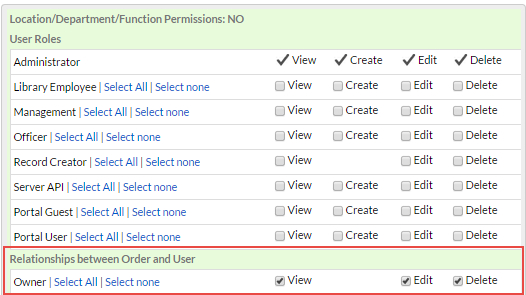 Location/Department/Function Permissions: NO
User Roles
Administrator View Create Edit Delete
Library Employee | Select All | Select none View Create Edit Delete
Management | Select All | Select none View Create Edit Delete
Officer | Select All | Select none View Create Edit Delete
Record Creator | Select All | Select none View Edit Delete
Server API | Select All | Select none View Create Edit Delete
Portal Guest | Select All | Select none View Create Edit Delete
Portal User | Select All | Select none View Create Edit Delete
Relationships between Order and User
Owner | Select All | Select none View Edit Delete